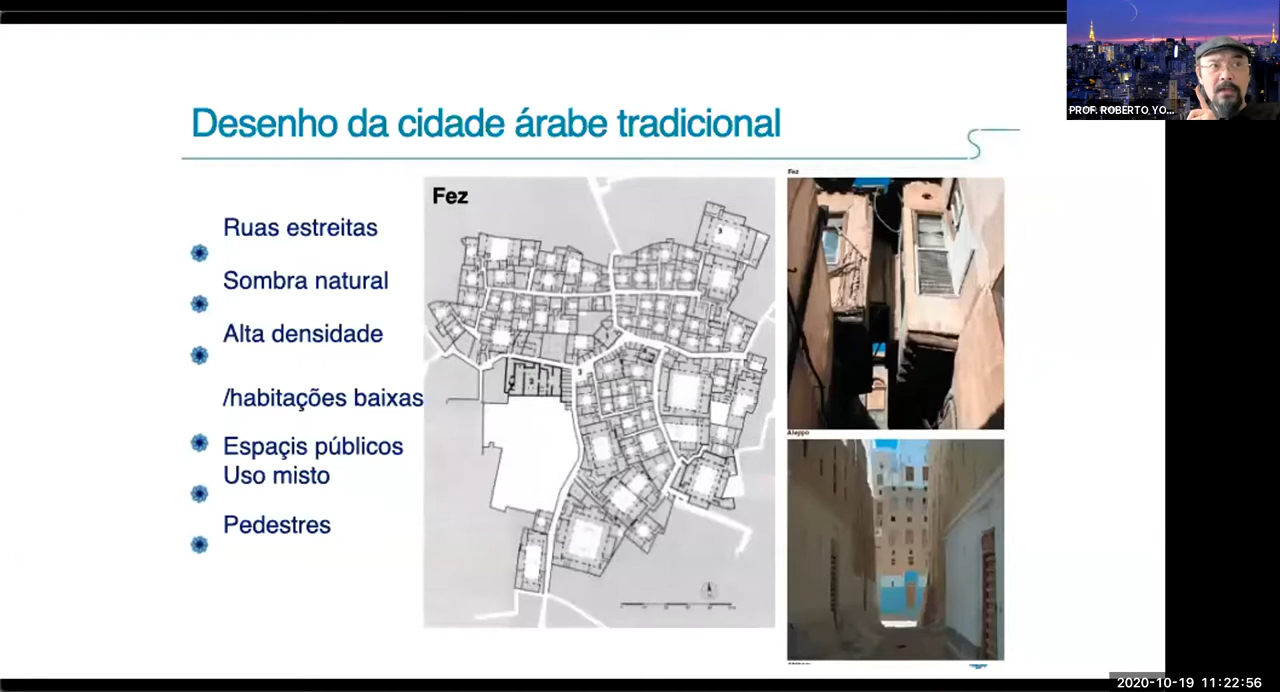 PROF. ROBERTO YO...
Desenho da cidade árabe tradicional
Fez
Fez
Ruas estreitas
Sombra natural
Alta densidade
/habitações baixas
Espaçis públicos
Uso misto
Pedestres
Aleppo
2020-10-19 11:22:56